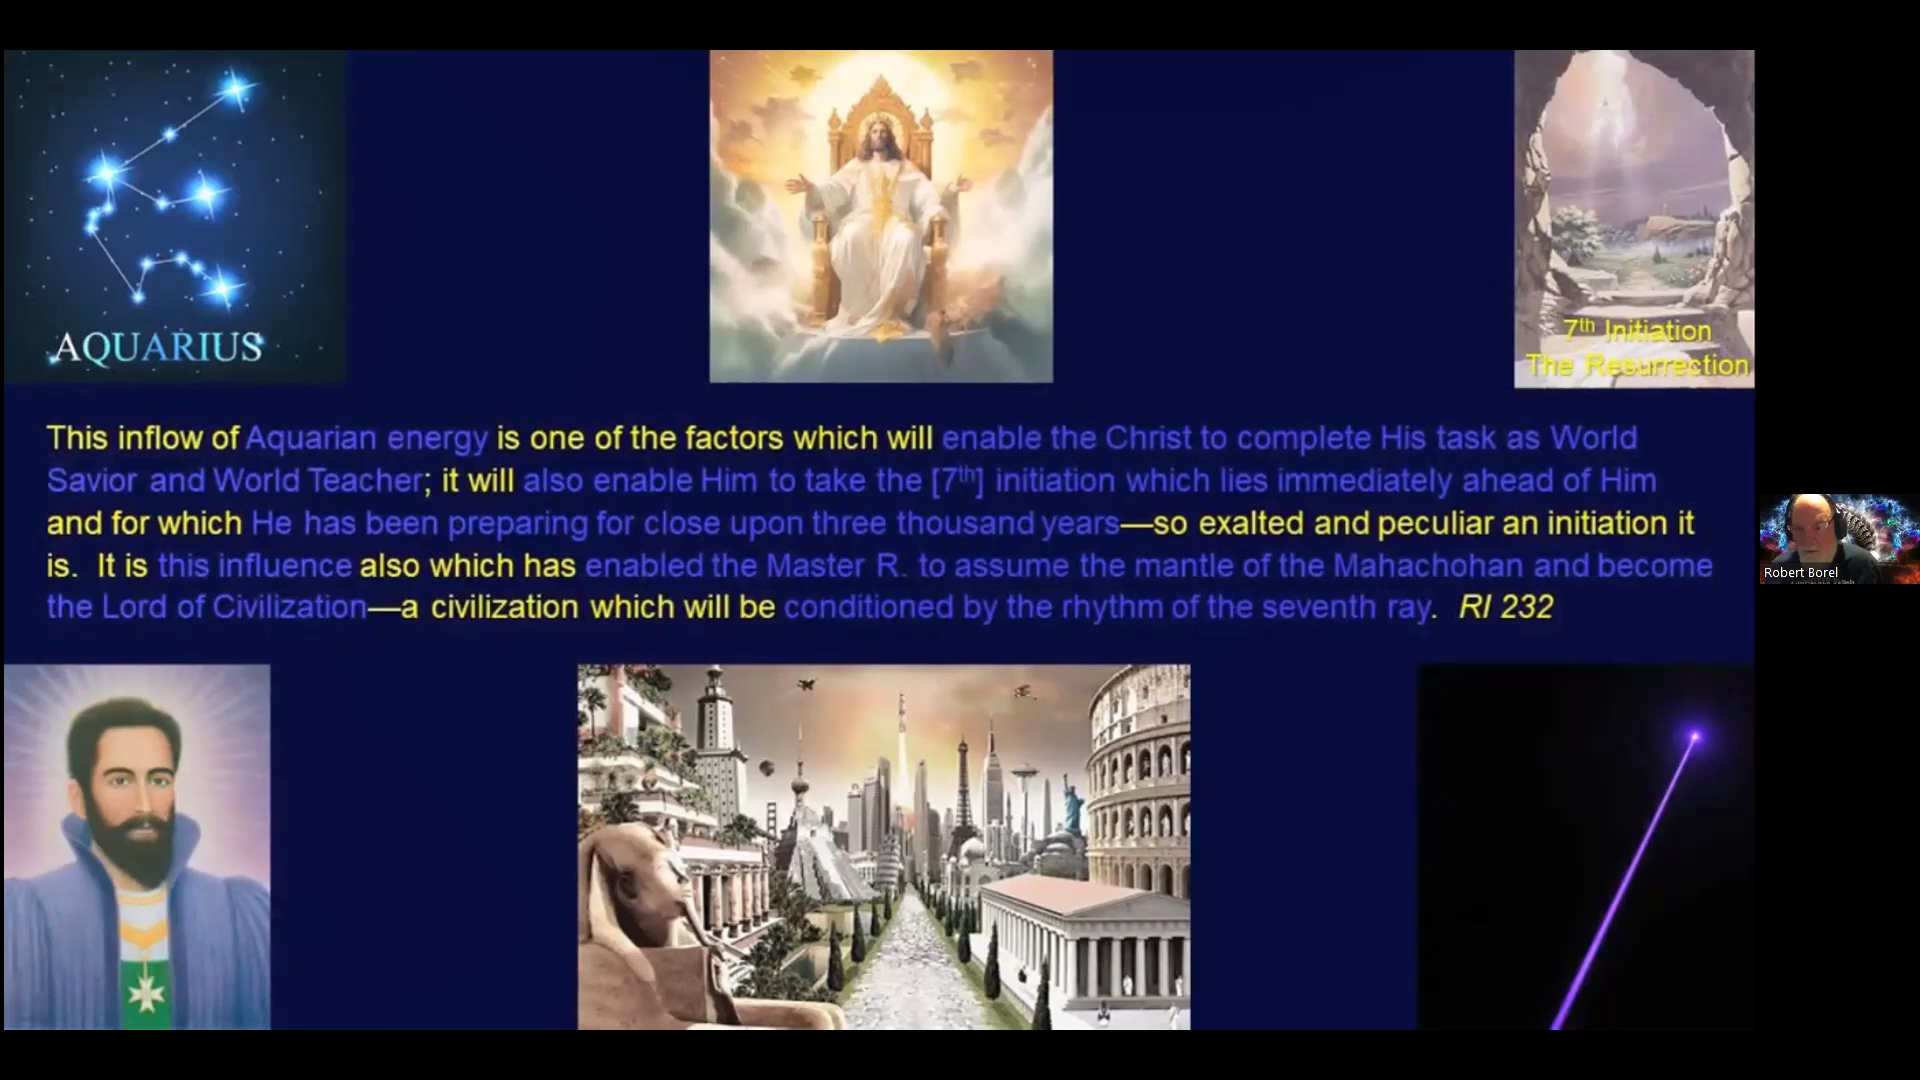 AQUARIUS
7th Initiation
The Resurrection
This inflow of Aquarian energy is one of the factors which will enable the Christ to complete His task as World
Savior and World Teacher; it will also enable Him to take the [7th] initiation which lies immediately ahead of Him
and for which He has been preparing for close upon three thousand years—so exalted and peculiar an initiation it
is. It is this influence also which has enabled the Master R. to assume the mantle of the Mahachohan and become
the Lord of Civilization—a civilization which will be conditioned by the rhythm of the seventh ray. RI 232
Robert Borel